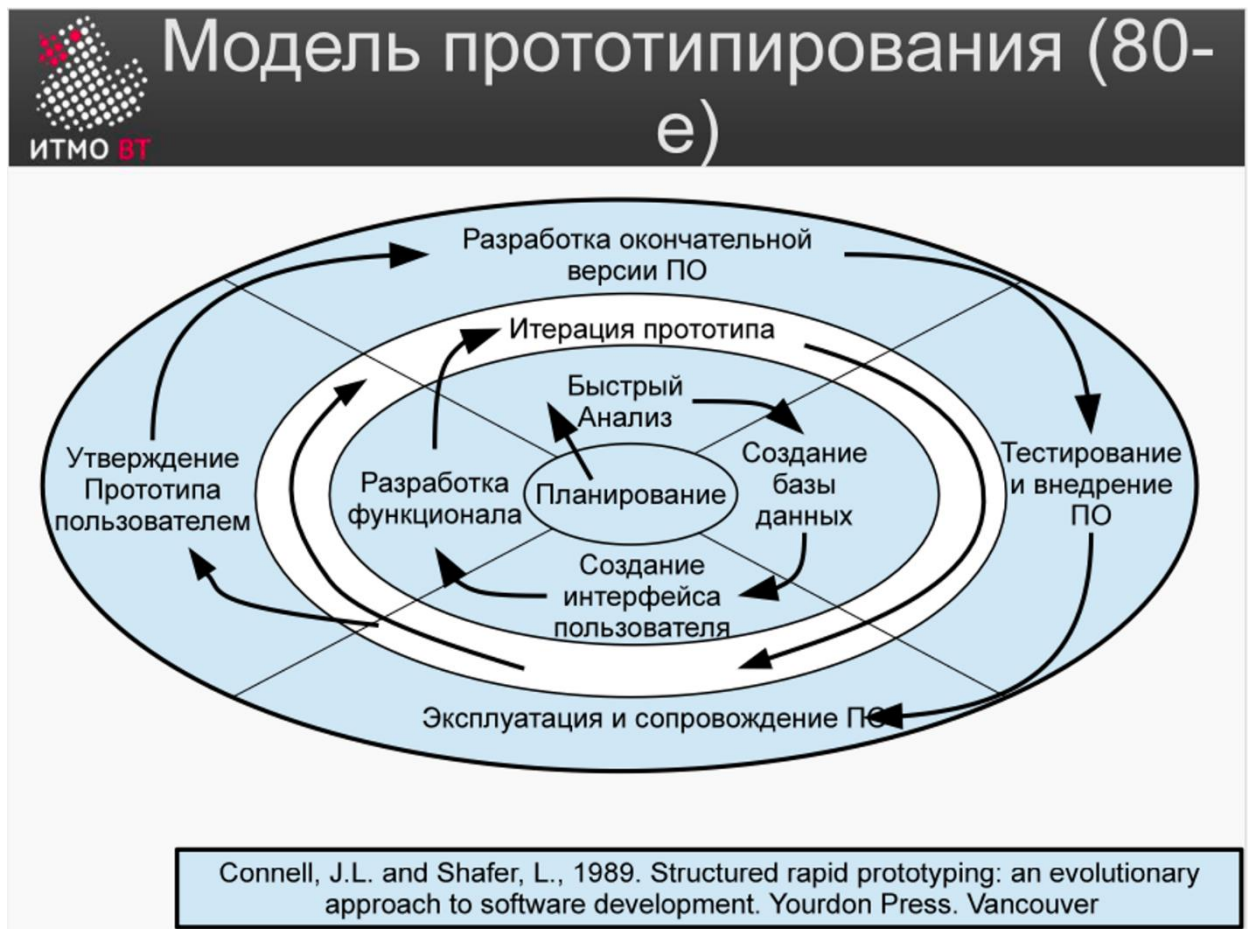 Модель прототипирования (80-
е)
ИТМО ВТ
Разработка окончательной
версии ПО
Итерация прототипа
Быстрый
Анализ
Утверждение
Прототипа
пользователем
Разработка
функционала
Планирование
Создание
базы
данных
Тестирование
и внедрение
ПО
Создание
интерфейса
пользователя
Эксплуатация и сопровождение ПО
Connell, J.L. and Shafer, L., 1989. Structured rapid prototyping: an evolutionary
approach to software development. Yourdon Press. Vancouver